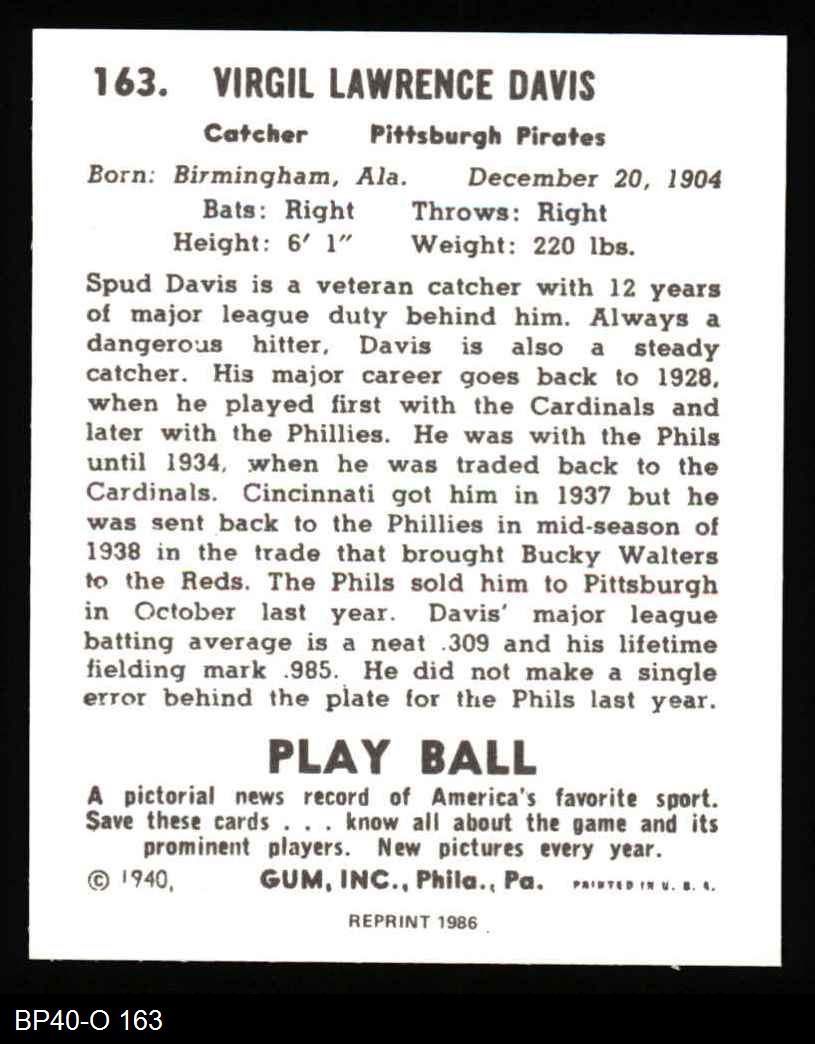 163. VIRGIL LAWRENCE DAVIS
Catcher Pittsburgh Pirates
Born: Birmingham, Ala. December 20, 1904
Bats: Right Throws: Right
Height: 6′ 1″ Weight: 220 lbs.
Spud Davis is a veteran catcher with 12 years
of major league duty behind him. Always a
dangerous hitter, Davis is also a steady
catcher. His major career goes back to 1928,
when he played first with the Cardinals and
later with the Phillies. He was with the Phils
until 1934, when he was traded back to the
Cardinals. Cincinnati got him in 1937 but he
was sent back to the Phillies in mid-season of
1938 in the trade that brought Bucky Walters
to the Reds. The Phils sold him to Pittsburgh
in October last year. Davis' major league
batting average is a neat .309 and his lifetime
fielding mark .985. He did not make a single
error behind the plate for the Phils last year.
PLAY BALL
A pictorial news record of America's favorite sport.
Save these cards . . . know all about the game and its
prominent players. New pictures every year.
© 1940, GUM, INC., Phila., Pa. PRINTED IN U. S. A.
REPRINT 1986
BP40-O 163